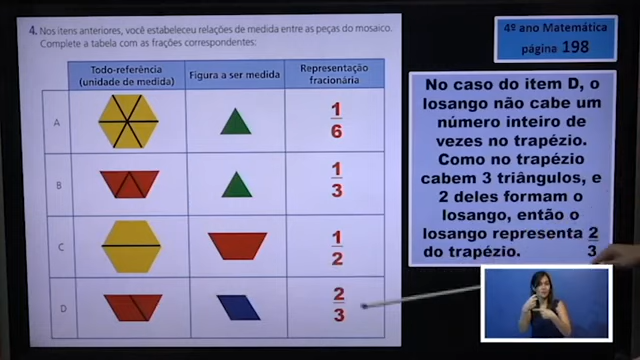 4. Nos itens anteriores, você estabeleceu relações de medida entre as peças do mosaico.
Complete a tabela com as frações correspondentes:
Todo-referência
(unidade de medida)
Figura a ser medida
Representação
fracionária
A
1
6
B
1
3
C
1
2
D
2
3
4º ano Matemática
página 198
No caso do item D, o
losango não cabe um
número inteiro de
vezes no trapézio.
Como no trapézio
cabem 3 triângulos, e
2 deles formam o
losango, então o
losango representa 2
do trapézio. 3